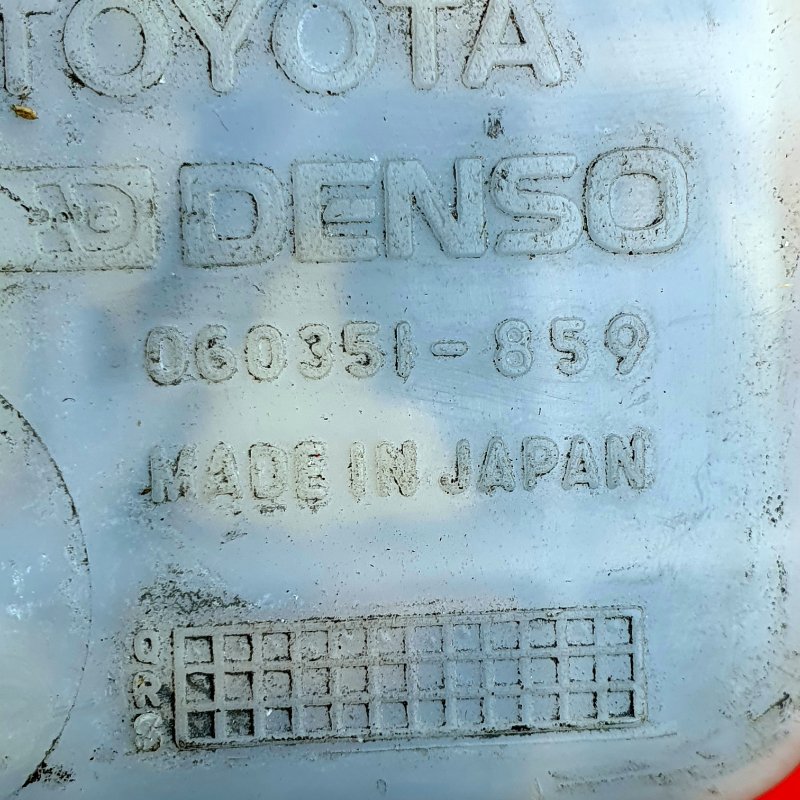 TOYOTA
DENSO
060351-859
MADE IN JAPAN
Q
R
S